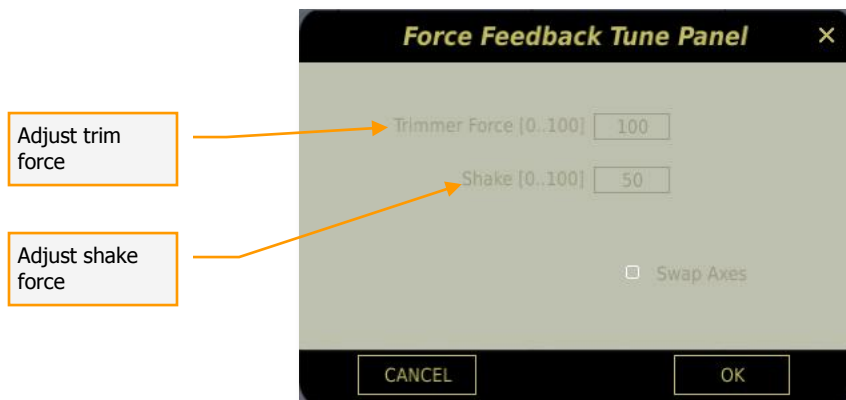 Force Feedback Tune Panel ×
Adjust trim
force
Trimmer Force [0..100] 100
Shake [0..100] 50
Adjust shake
force
Swap Axes
CANCEL OK